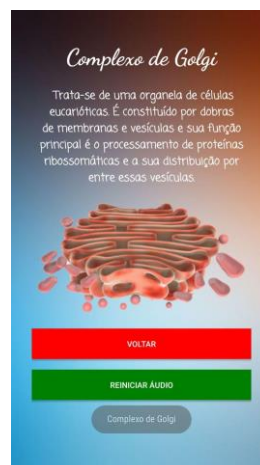 Complexo de Golgi
Trata-se de uma organela de células
eucarióticas. É constituído por dobras
de membranas e vesículas e sua função
principal é o processamento de proteínas
ribossomáticas e a sua distribuição por
entre essas vesículas.
VOLTAR
REINICIAR ÁUDIO
Complexo de Golgi